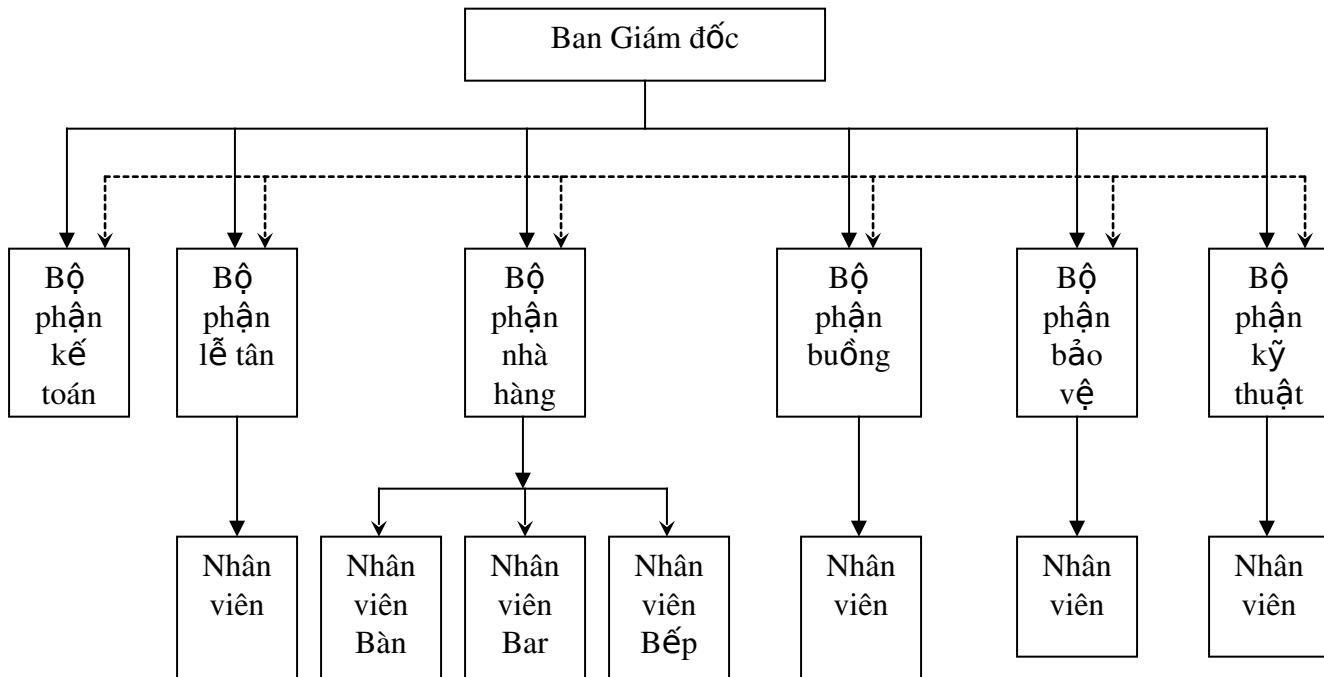 Ban Giám đốc
Bộ
phận
kế
toán
Bộ
phận
lễ tân
Bộ
phận
nhà
hàng
Bộ
phận
buồng
Bộ
phận
bảo
vệ
Bộ
phận
kỹ
thuật
Nhân
viên
Nhân
viên
Bàn
Nhân
viên
Bar
Nhân
viên
Bếp
Nhân
viên
Nhân
viên
Nhân
viên